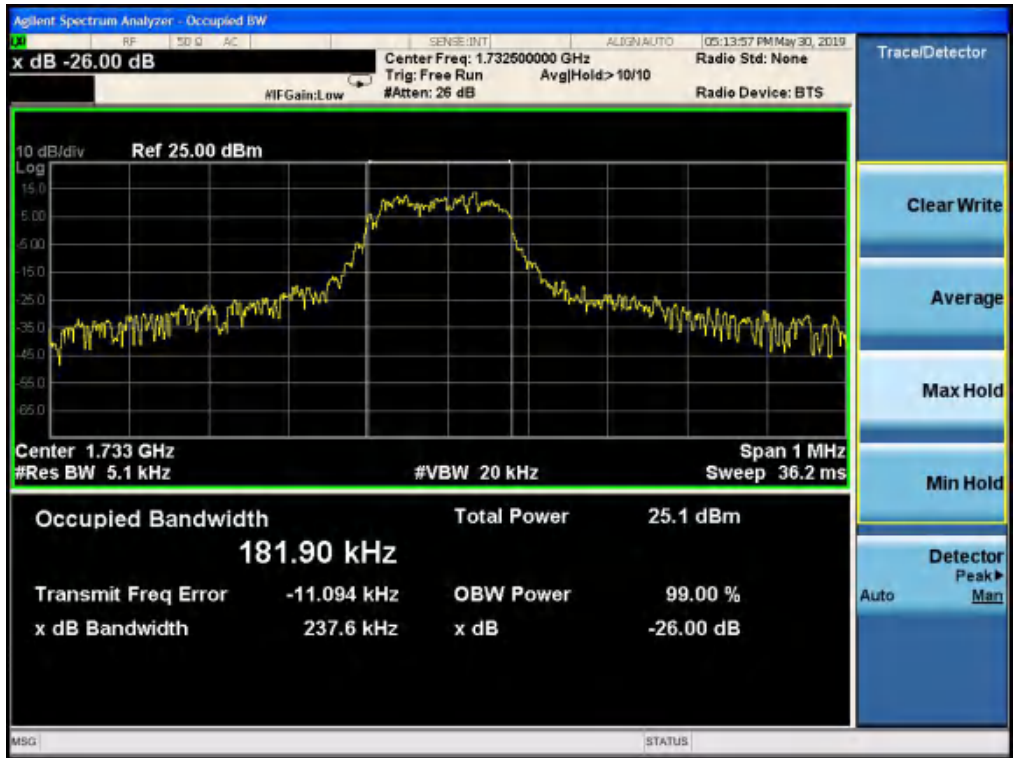 Agilent Spectrum Analyzer - Occupied BW
RF 50 Ω AC SENSE:INT ALIGN AUTO 05:13:57 PM May 30, 2019
x dB -26.00 dB
Center Freq: 1.732500000 GHz
Radio Std: None
Trig: Free Run Avg|Hold:> 10/10
#IFGain:Low #Atten: 26 dB
Radio Device: BTS
Trace/Detector
10 dB/div Ref 25.00 dBm
Log
15.0
5.00
-5.00
-15.0
-25.0
-35.0
-45.0
-55.0
-65.0
Center 1.733 GHz Span 1 MHz
#Res BW 5.1 kHz #VBW 20 kHz Sweep 36.2 ms
Occupied Bandwidth Total Power 25.1 dBm
181.90 kHz
Transmit Freq Error -11.094 kHz OBW Power 99.00 %
x dB Bandwidth 237.6 kHz x dB -26.00 dB
Clear Write
Average
Max Hold
Min Hold
Detector
Peak▶
Auto Man
MSG STATUS